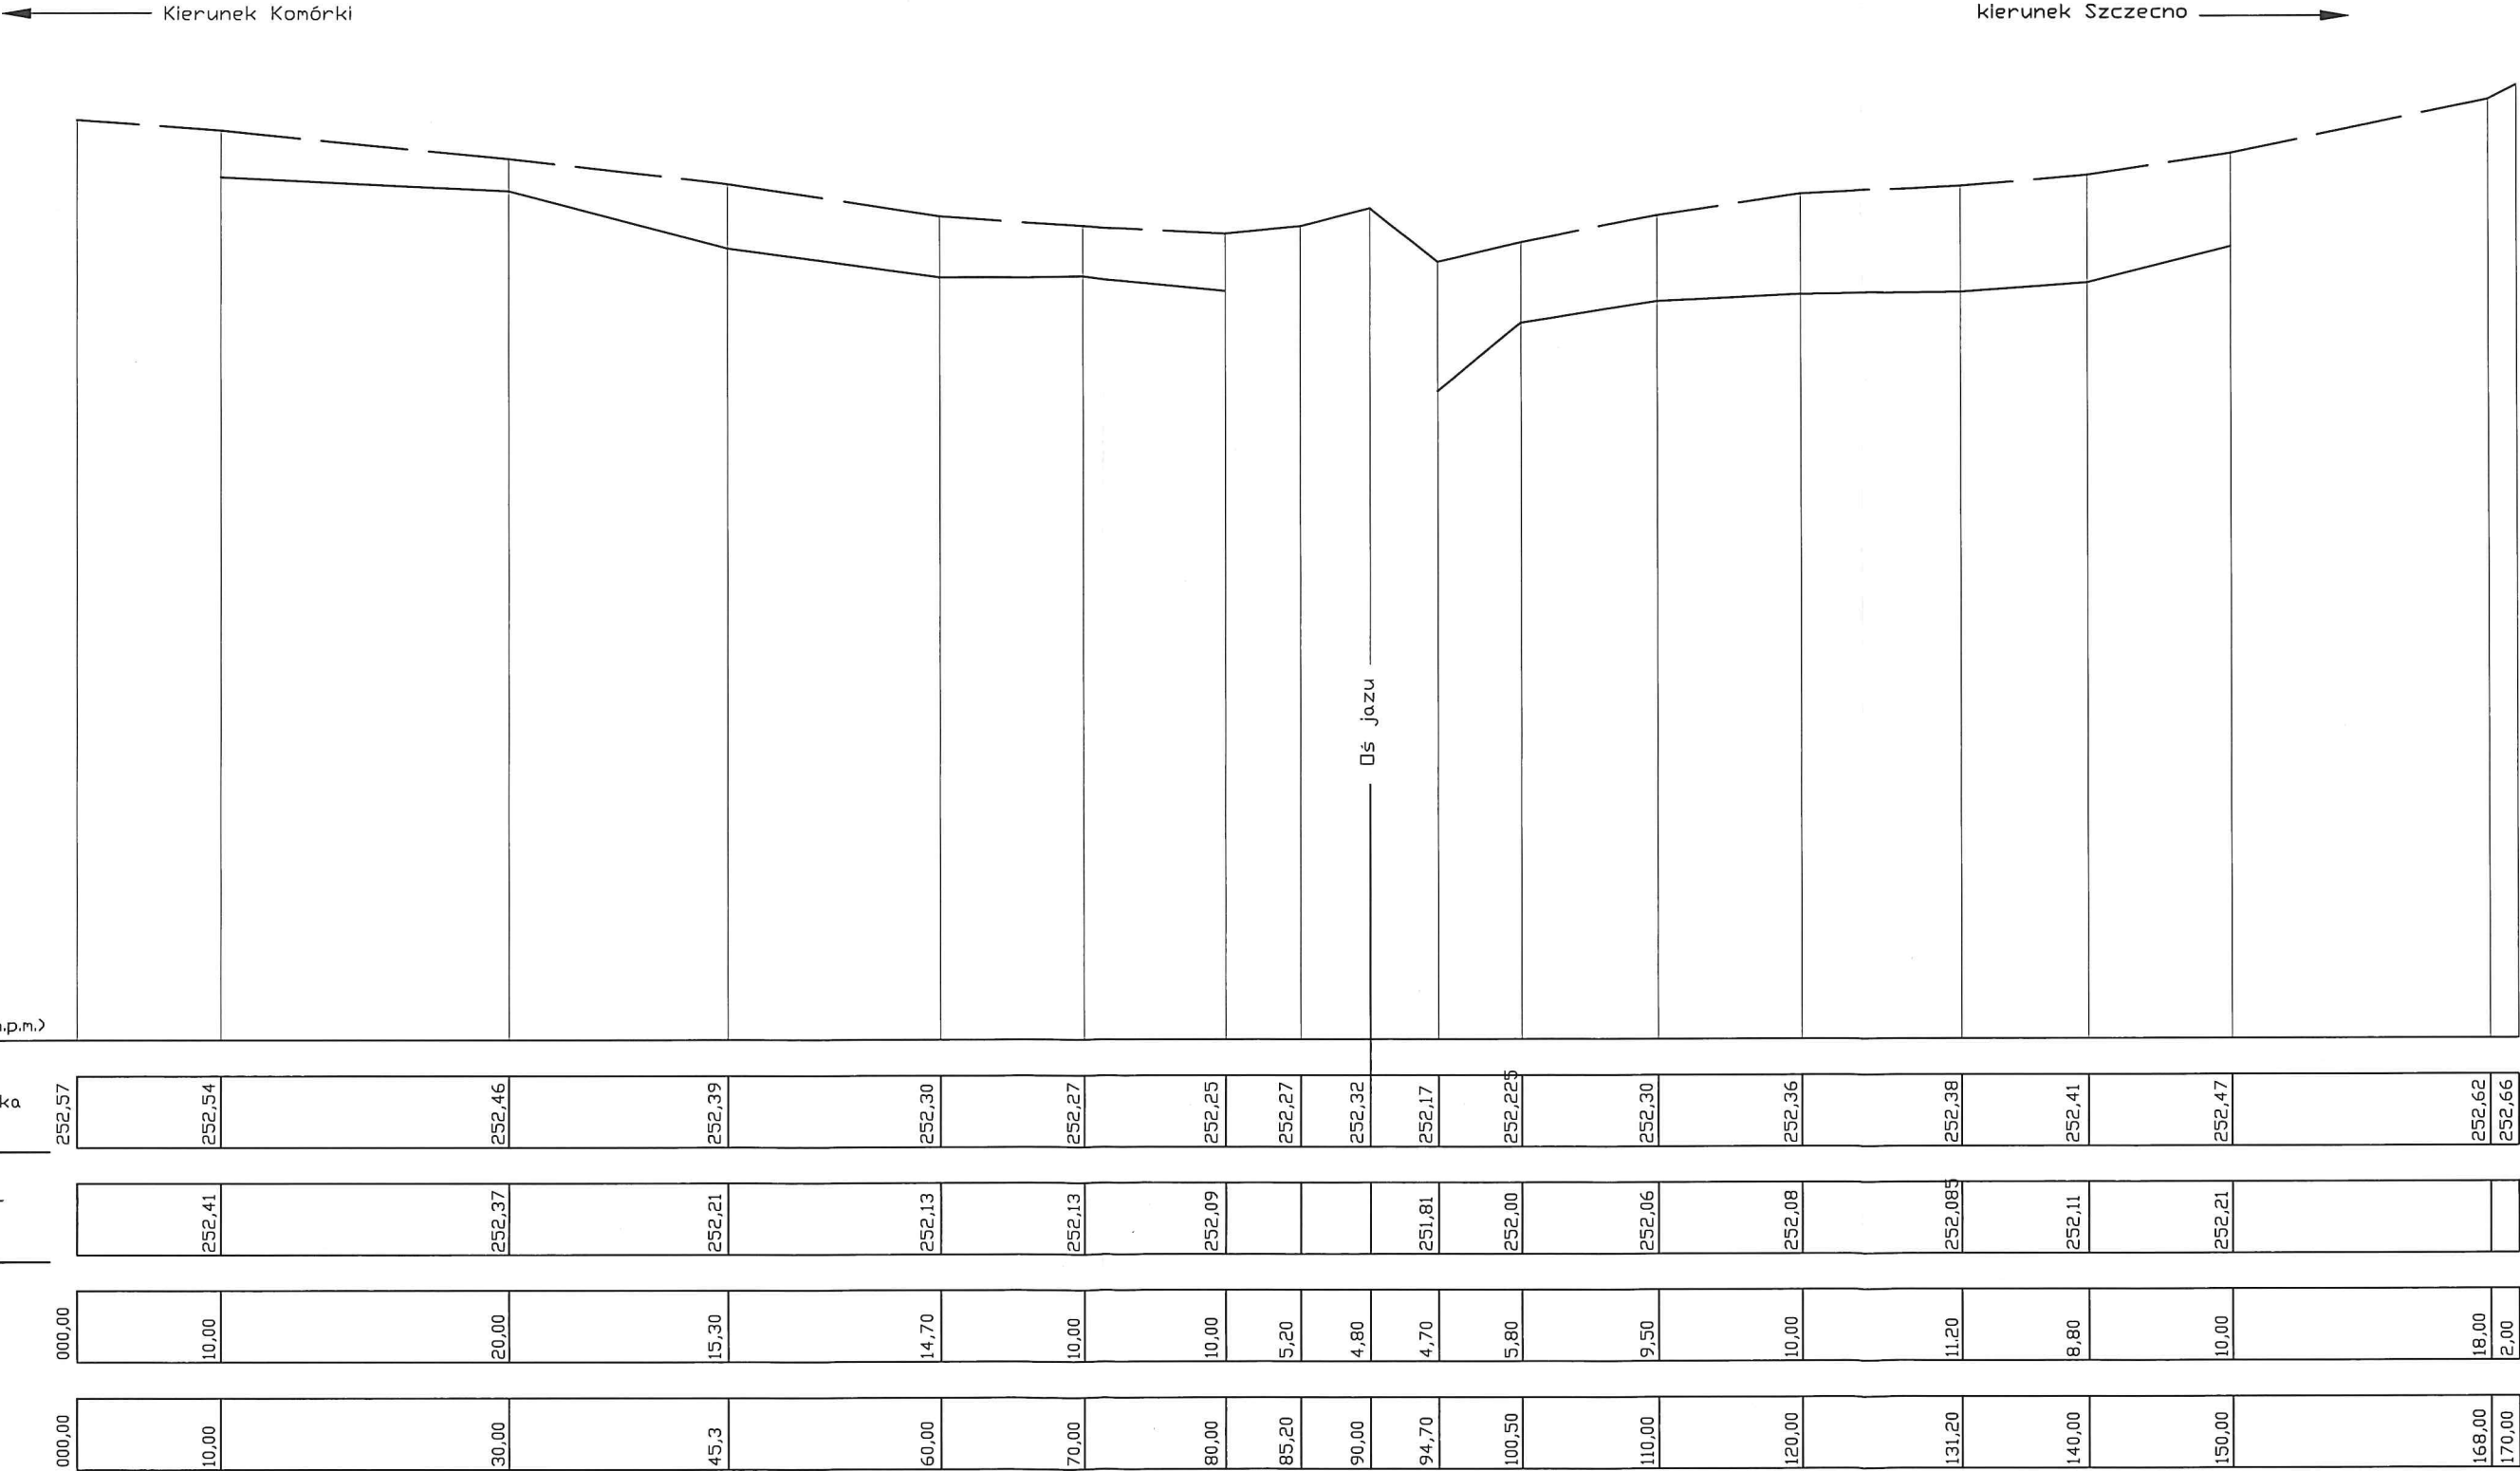 Kierunek Komórki
kierunek Szczecno
Oś jazu
.p.m.)
ka
252,57 252,54 252,46 252,39 252,30 252,27 252,25 252,27 252,32 252,17 252,225 252,30 252,36 252,38 252,41 252,47 252,62 252,66
252,41 252,37 252,21 252,13 252,13 252,09 251,81 252,00 252,06 252,08 252,085 252,11 252,21
000,00 10,00 20,00 15,30 14,70 10,00 10,00 5,20 4,80 4,70 5,80 9,50 10,00 11.20 8,80 10,00 18,00 2,00
000,00 10,00 30,00 45,3 60,00 70,00 80,00 85,20 90,00 94,70 100,50 110,00 120,00 131,20 140,00 150,00 168,00 170,00